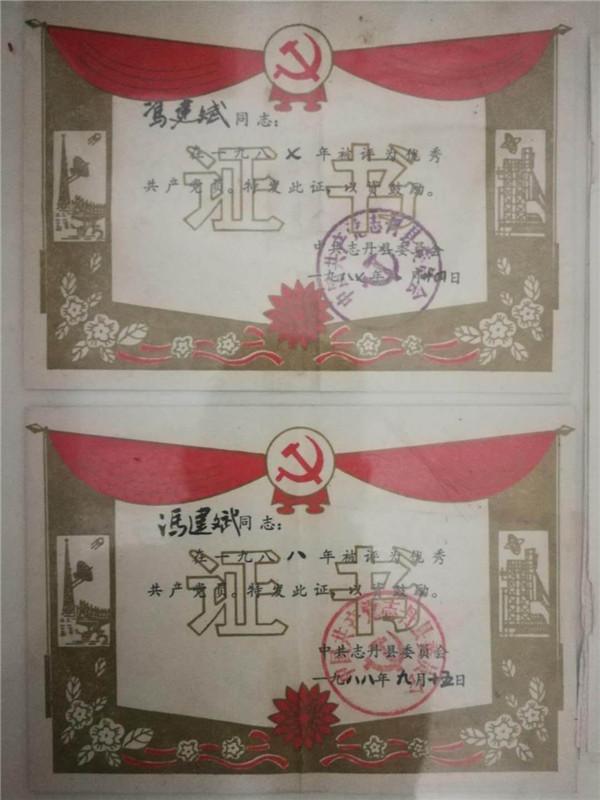 冯建斌同志:
在一九八七年被评为优秀
共产党员。特发此证,以资鼓励。
证书
中共志丹县委员会
一九八七年 月 日
冯建斌同志:
在一九八八年被评为优秀
共产党员。特发此证,以资鼓励。
证书
中共志丹县委员会
一九八八年九月十五日